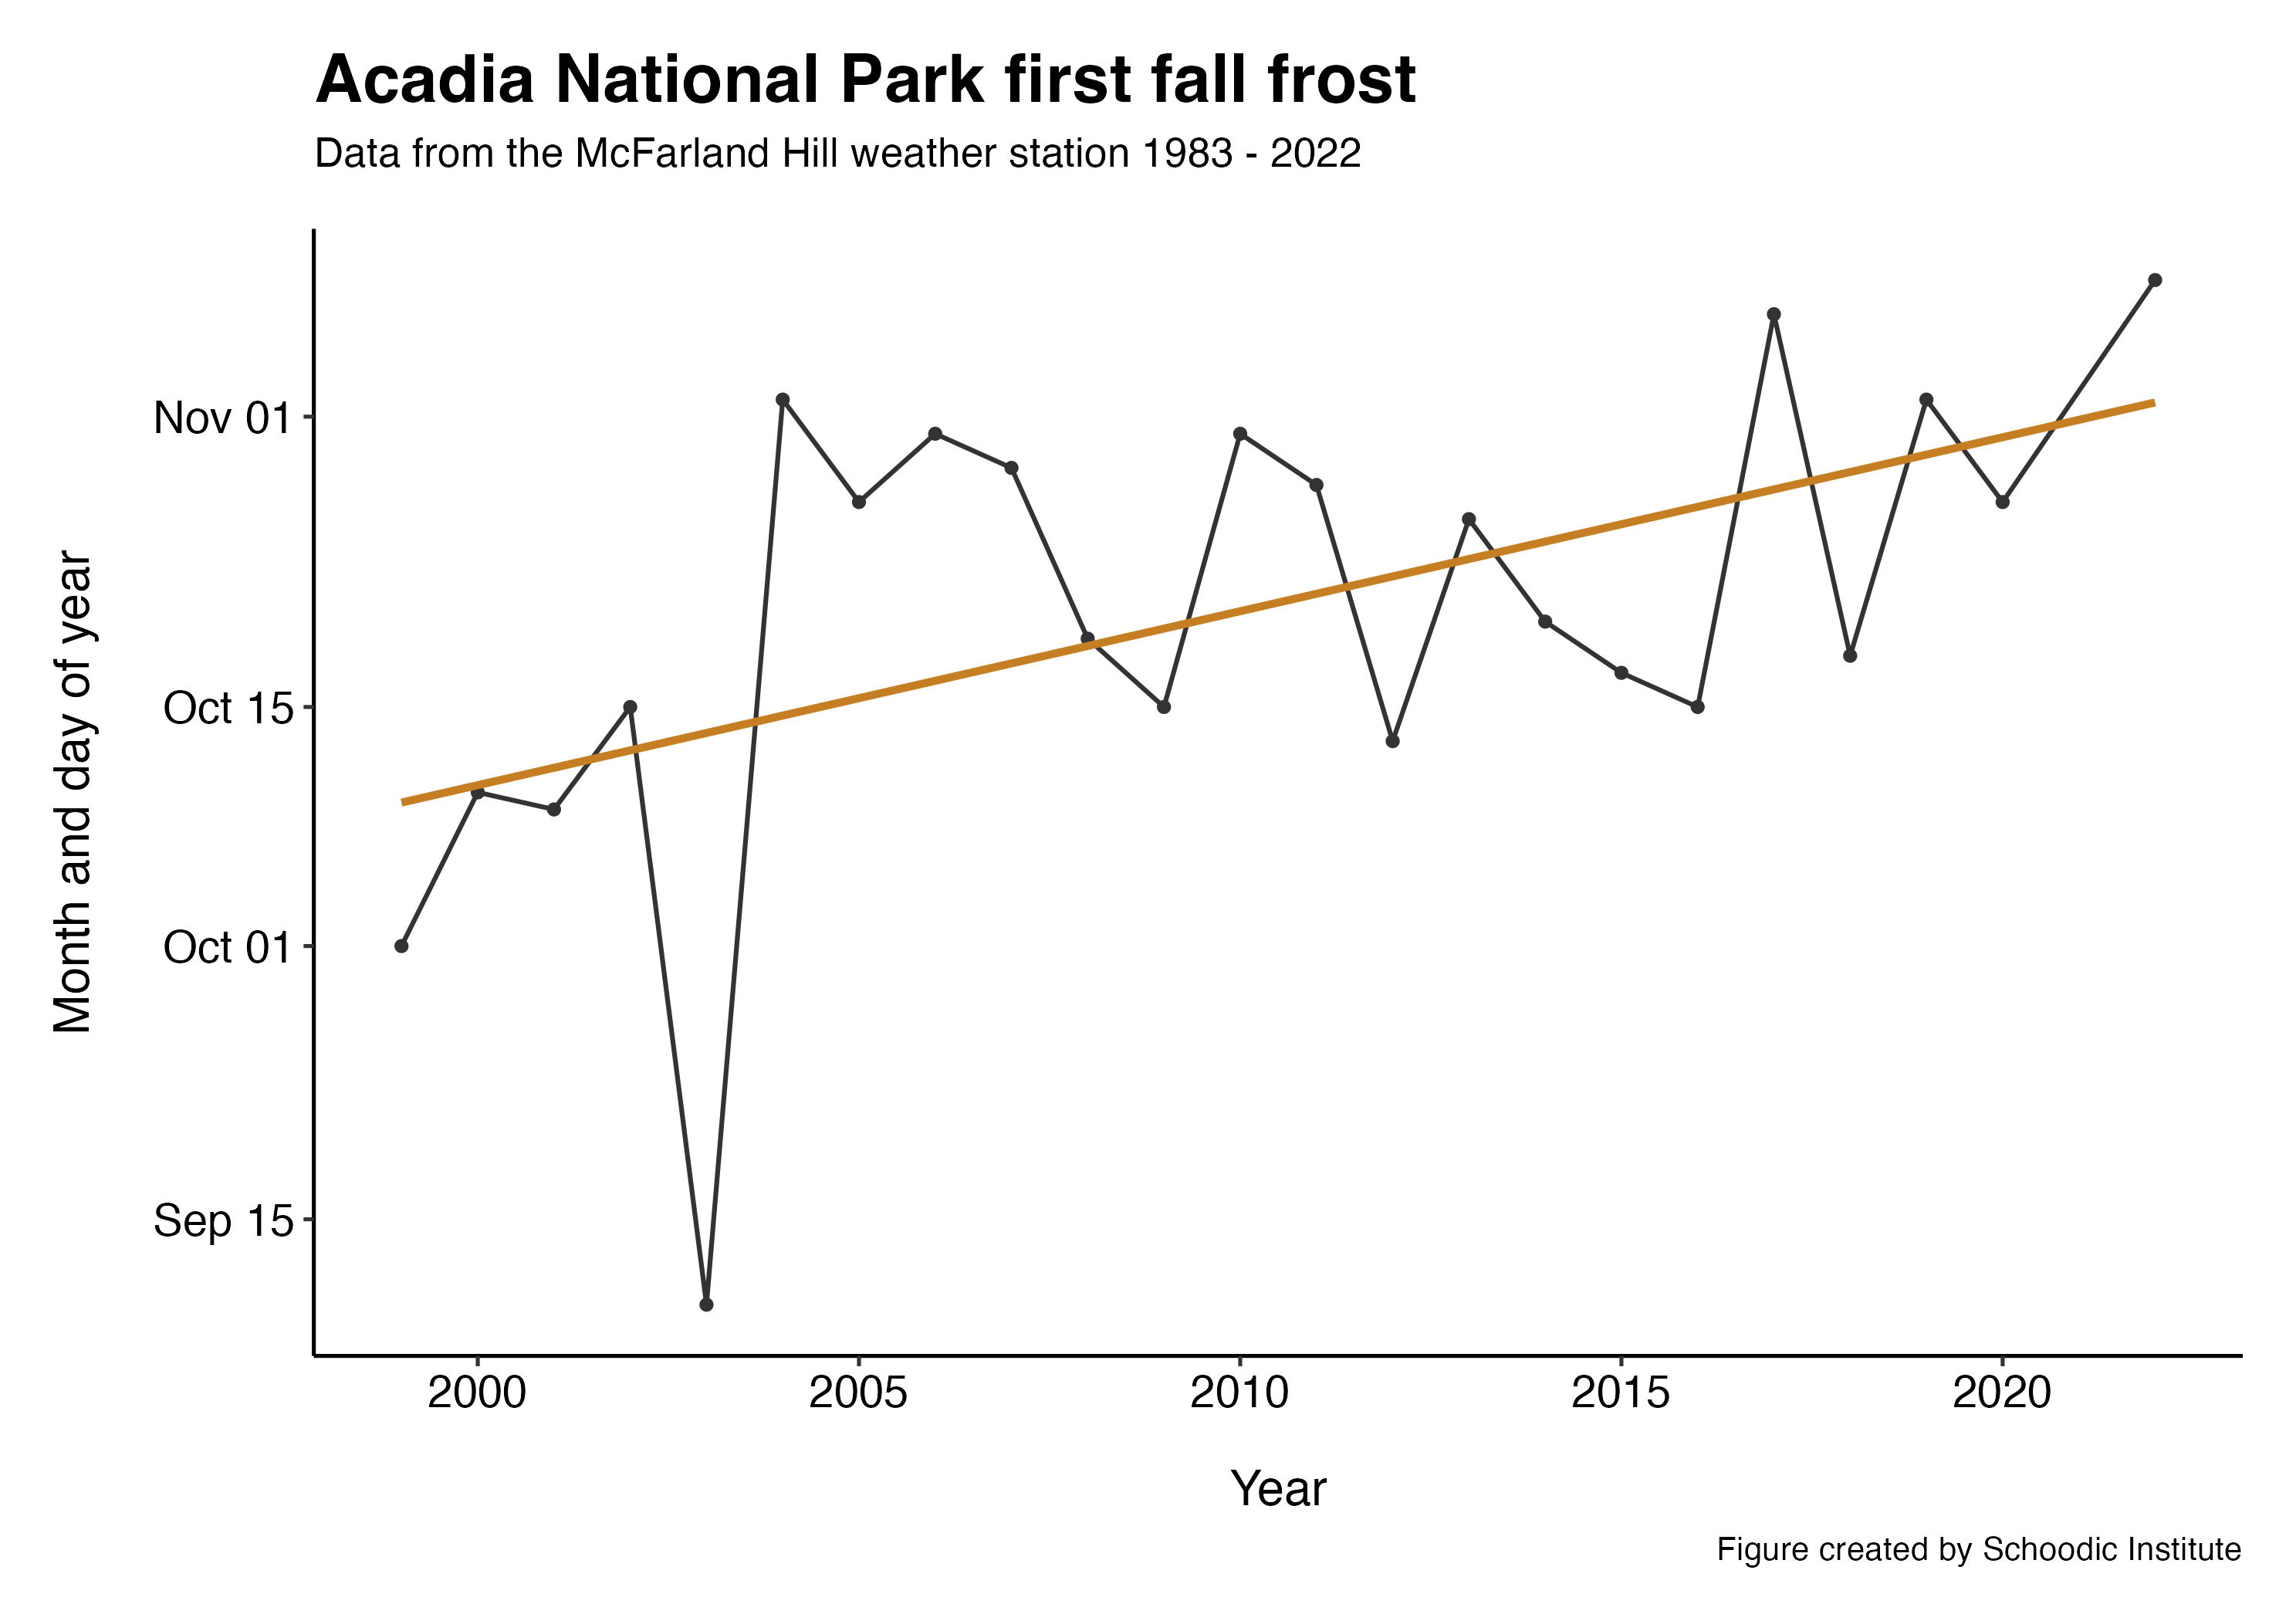 Acadia National Park first fall frost
Data from the McFarland Hill weather station 1983 - 2022
Month and day of year
Nov 01
Oct 15
Oct 01
Sep 15
2000 2005 2010 2015 2020
Year
Figure created by Schoodic Institute